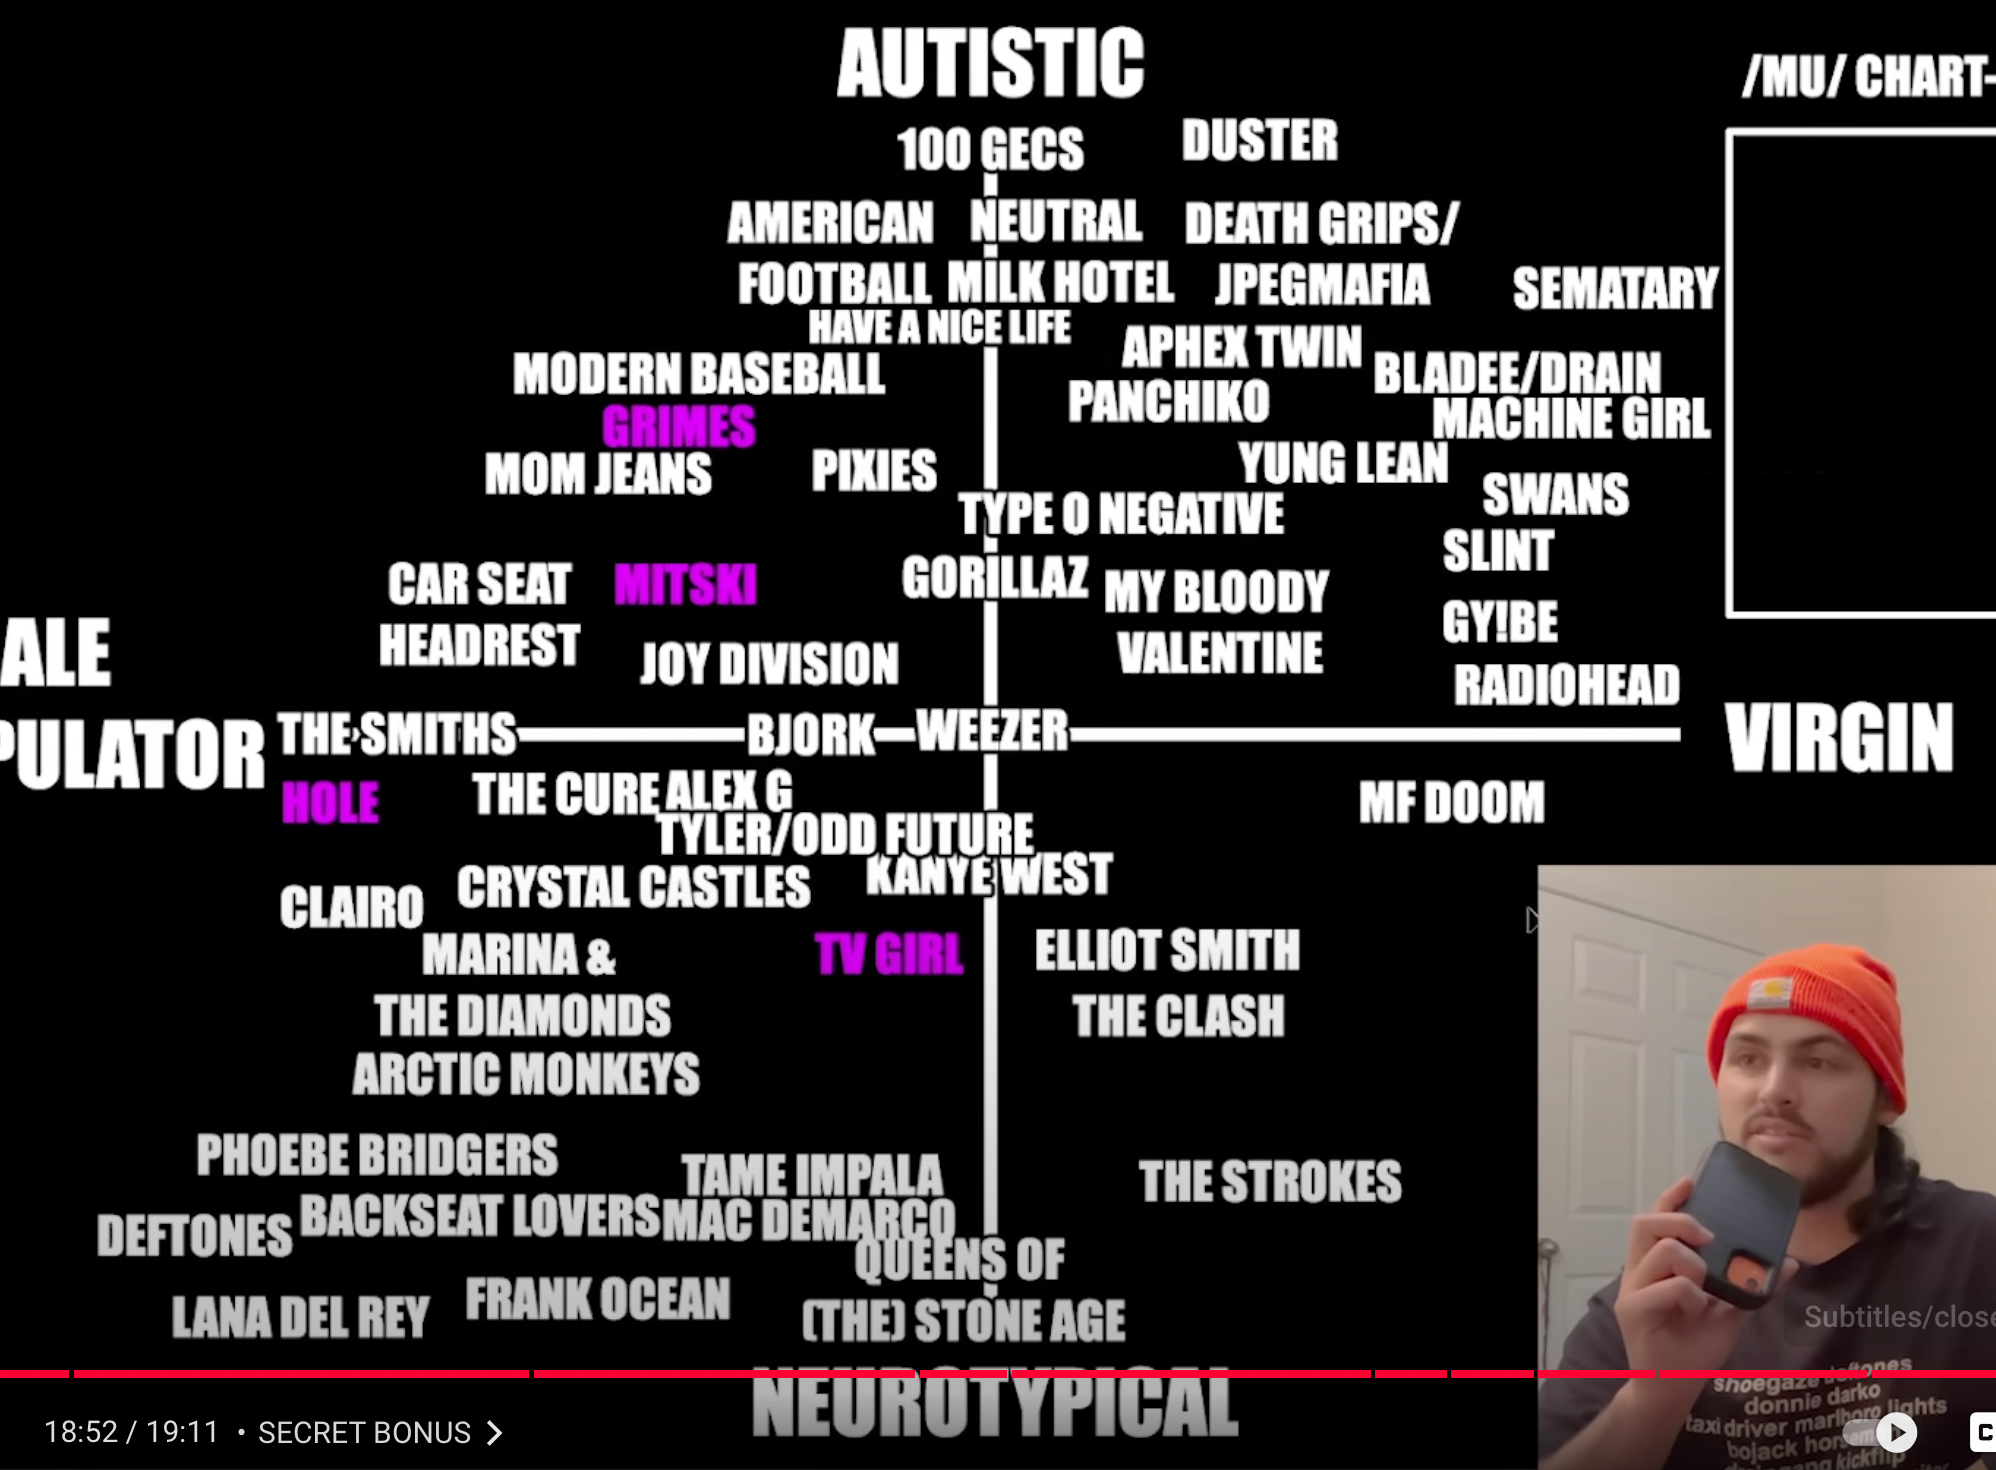 AUTISTIC
/MU/ CHART-
100 GECS
DUSTER
AMERICAN
FOOTBALL
NEUTRAL
MILK HOTEL
DEATH GRIPS/
JPEGMAFIA
SEMATARY
HAVE A NICE LIFE
APHEX TWIN
MODERN BASEBALL
BLADEE/DRAIN
PANCHIKO
GRIMES
MACHINE GIRL
MOM JEANS
PIXIES
YUNG LEAN
SWANS
TYPE O NEGATIVE
SLINT
CAR SEAT
HEADREST
MITSKI
GORILLAZ
MY BLOODY
VALENTINE
GY!BE
JOY DIVISION
RADIOHEAD
ALE
PULATOR
THE SMITHS
BJORK
WEEZER
VIRGIN
HOLE
THE CURE
ALEX G
MF DOOM
TYLER/ODD FUTURE
KANYE WEST
CLAIRO
CRYSTAL CASTLES
MARINA &
THE DIAMONDS
TV GIRL
ELLIOT SMITH
THE CLASH
ARCTIC MONKEYS
PHOEBE BRIDGERS
TAME IMPALA
THE STROKES
DEFTONES
BACKSEAT LOVERS
MAC DEMARCO
QUEENS OF
(THE) STONE AGE
LANA DEL REY
FRANK OCEAN
NEUROTYPICAL
Subtitles/close
shoegaze deftones
donnie darko
taxi driver marlboro lights
bojack
kickflip
18:52 / 19:11 • SECRET BONUS